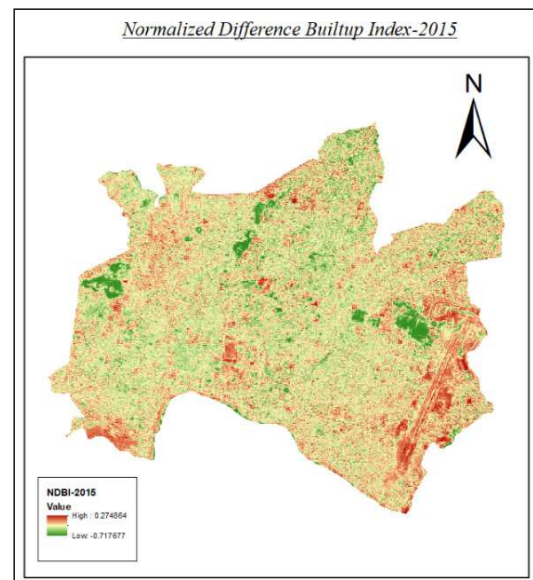 Normalized Difference Builtup Index-2015
N
NDBI-2015
Value
High : 0.274864
Low: -0.717677